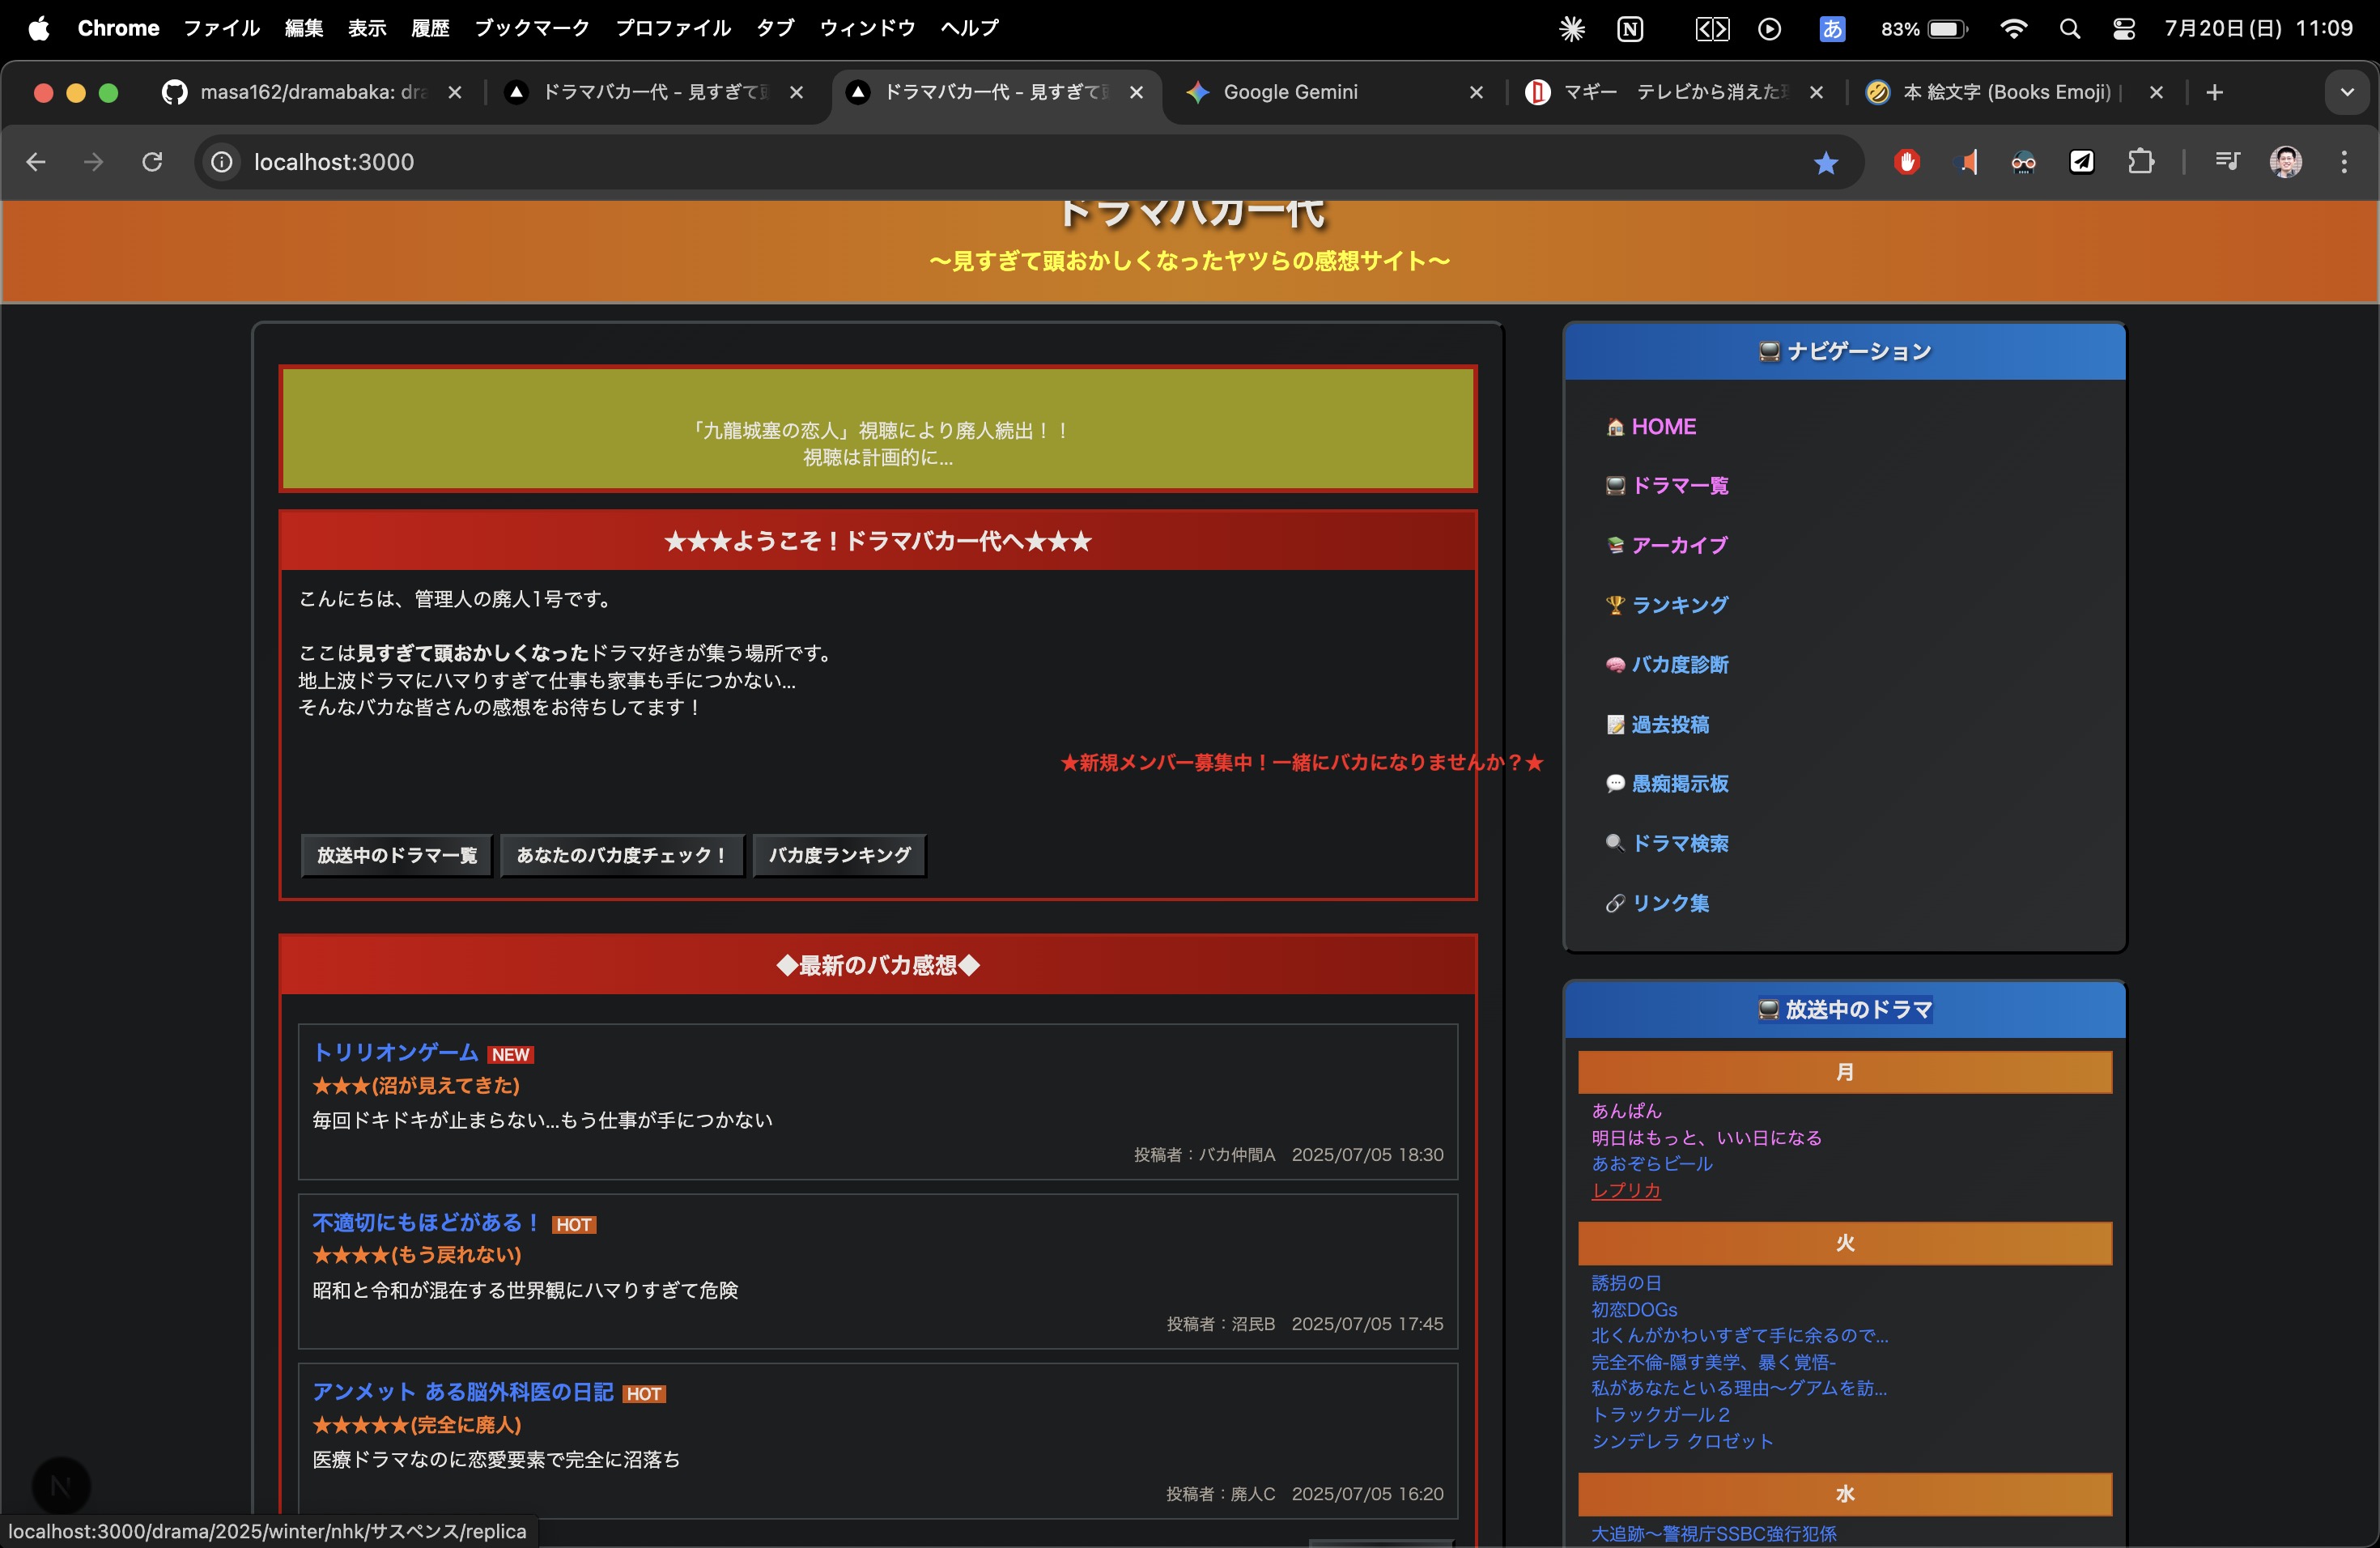 Chrome ファイル 編集 表示 履歴 ブックマーク プロファイル タブ ウィンドウ ヘルプ
あ 83% 7月20日(日) 11:09
masa162/dramabaka: dra
ドラマバカ一代 - 見すぎて
ドラマバカ一代 - 見すぎて
Google Gemini
マギー テレビから消えた
本 絵文字 (Books Emoji) |
localhost:3000
ドラマバカ一代
〜見すぎて頭おかしくなったヤツらの感想サイト〜
「九龍城塞の恋人」視聴により廃人続出！！
視聴は計画的に...
★★★ようこそ！ドラマバカ一代へ★★★
こんにちは、管理人の廃人1号です。
ここは見すぎて頭おかしくなったドラマ好きが集う場所です。
地上波ドラマにハマりすぎて仕事も家事も手につかない...
そんなバカな皆さんの感想をお待ちしてます！
★新規メンバー募集中！一緒にバカになりませんか？★
放送中のドラマ一覧 あなたのバカ度チェック！ バカ度ランキング
◆最新のバカ感想◆
トリリオンゲーム NEW
★★★(沼が見えてきた)
毎回ドキドキが止まらない...もう仕事が手につかない
投稿者：バカ仲間A 2025/07/05 18:30
不適切にもほどがある！ HOT
★★★★(もう戻れない)
昭和と令和が混在する世界観にハマりすぎて危険
投稿者：沼民B 2025/07/05 17:45
アンメット ある脳外科医の日記 HOT
★★★★★(完全に廃人)
医療ドラマなのに恋愛要素で完全に沼落ち
投稿者：廃人C 2025/07/05 16:20
📺 ナビゲーション
🏠 HOME
📺 ドラマ一覧
📚 アーカイブ
🏆 ランキング
🧠 バカ度診断
📝 過去投稿
💬 愚痴掲示板
🔍 ドラマ検索
🔗 リンク集
📺 放送中のドラマ
月
あんぱん
明日はもっと、いい日になる
あおぞらビール
レプリカ
火
誘拐の日
初恋DOGs
北くんがかわいすぎて手に余るので...
完全不倫-隠す美学、暴く覚悟-
私があなたといる理由〜グアムを訪...
トラックガール２
シンデレラ クロゼット
水
大追跡〜警視庁SSBC強行犯係
localhost:3000/drama/2025/winter/nhk/サスペンス/replica